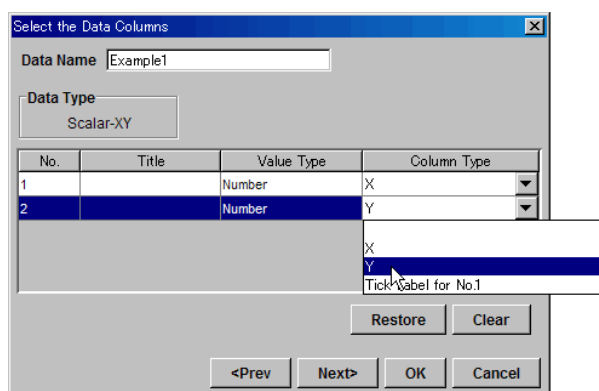 Select the Data Columns
Data Name Example1
Data Type
Scalar-XY
No. Title Value Type Column Type
1 Number X
2 Number Y
X
Y
Tick Label for No.1
Restore Clear
<Prev Next> OK Cancel